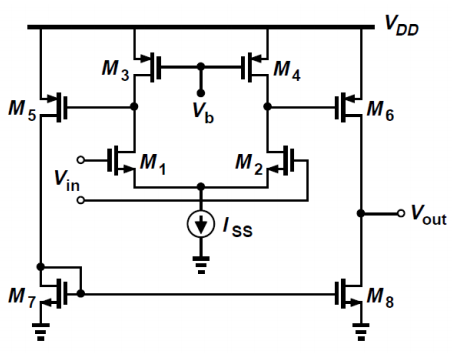 V_DD
M_3 M_4
M_5 V_b M_6
M_1 M_2
V_in
V_out
I_SS
M_7 M_8